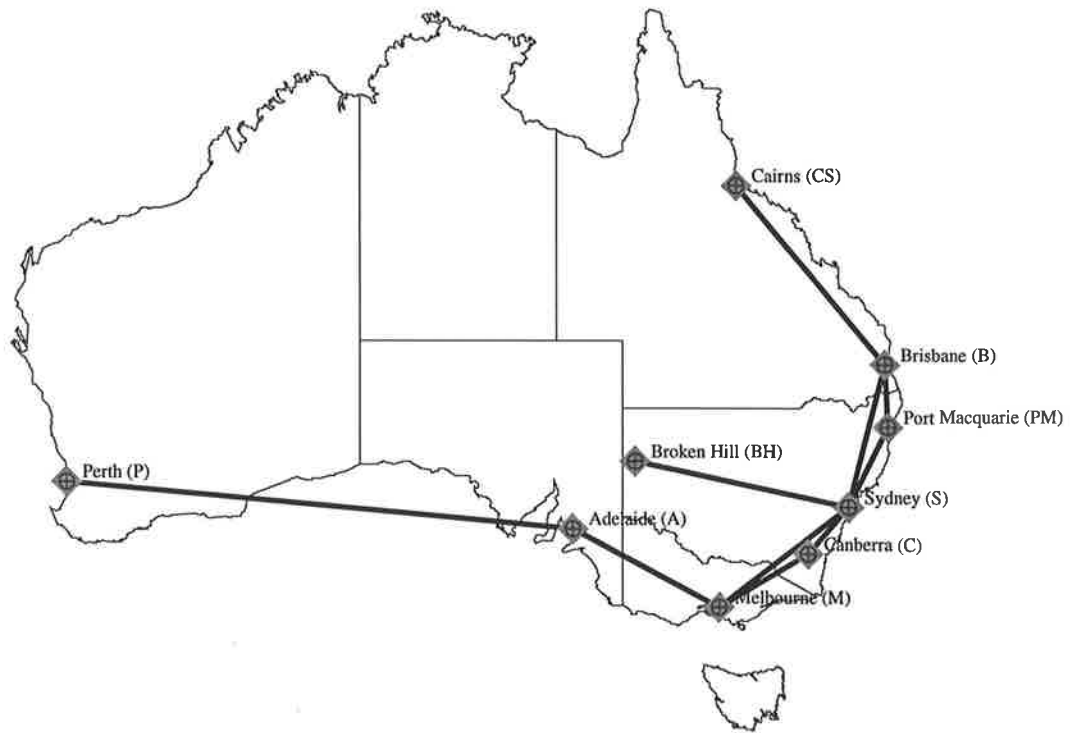 Cairns (CS)
Brisbane (B)
Port Macquarie (PM)
Broken Hill (BH)
Perth (P)
Sydney (S)
Adelaide (A)
Canberra (C)
Melbourne (M)